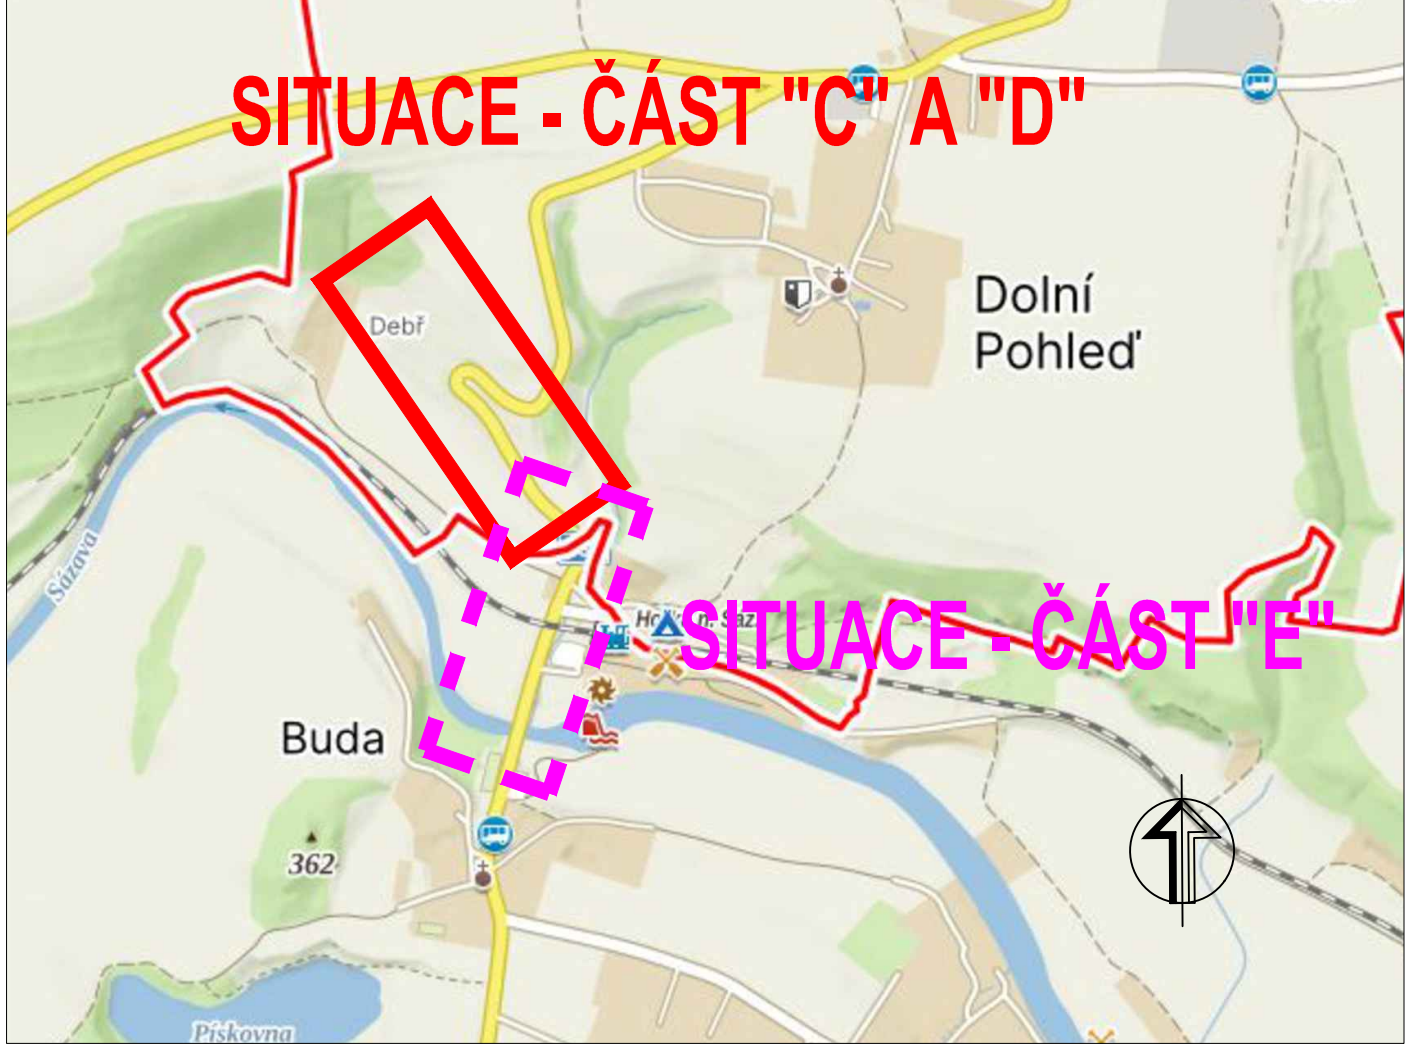 SITUACE - ČÁST "C" A "D"
Dolní
Pohleď
Debř
Sázava
SITUACE - ČÁST "E"
Buda
362
Pískovna